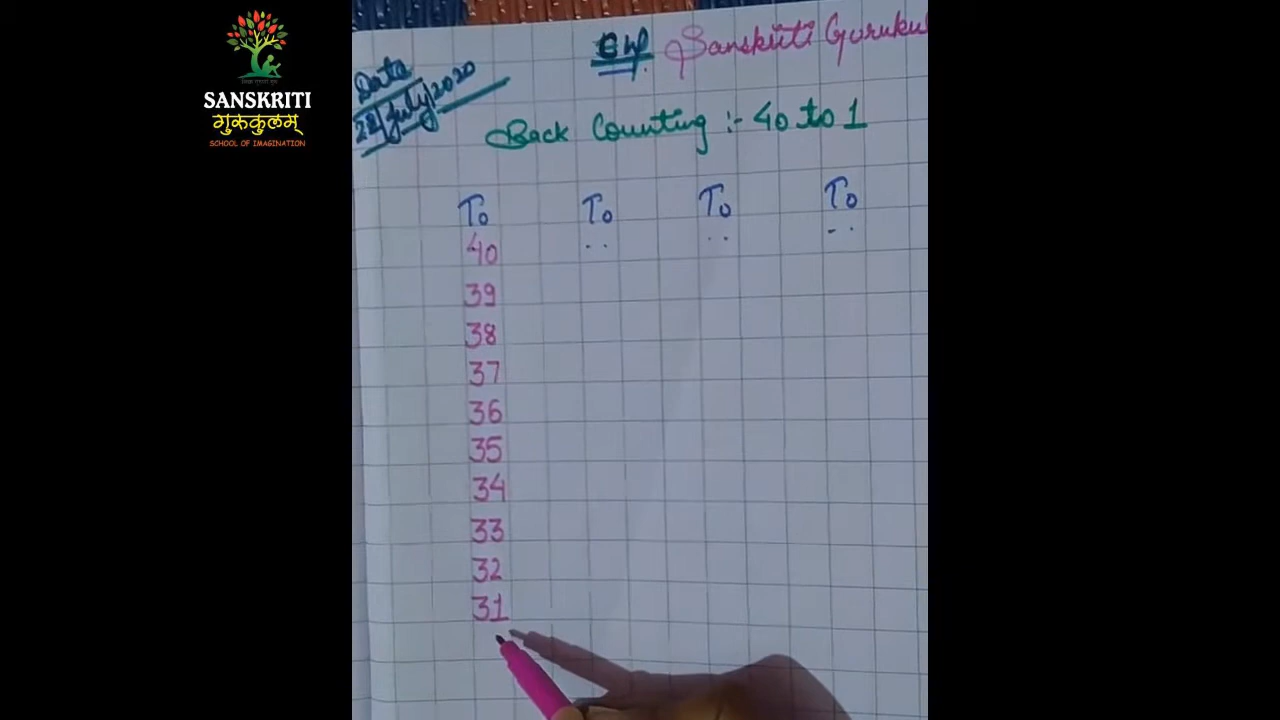 SANSKRITI
गुरुकुलम्
SCHOOL OF IMAGINATION
Date
28/July/2020
C.W. Sanskriti Guruku
Back Counting :- 40 to 1
To To To To
40
39
38
37
36
35
34
33
32
31